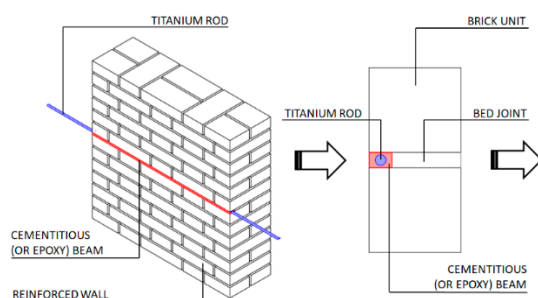 TITANIUM ROD
BRICK UNIT
TITANIUM ROD
BED JOINT
CEMENTITIOUS
(OR EPOXY) BEAM
CEMENTITIOUS
(OR EPOXY) BEAM
REINFORCED WALL